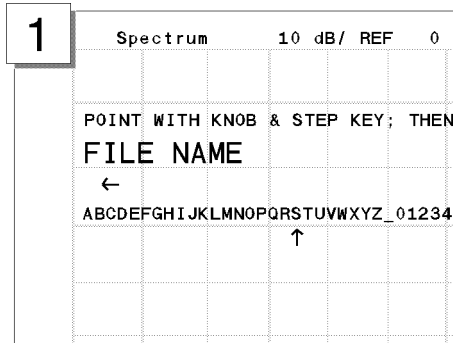 1
Spectrum 10 dB/ REF 0
POINT WITH KNOB & STEP KEY; THEN
FILE NAME
←
ABCDEFGHIJKLMNOPQRSTUVWXYZ_01234
↑